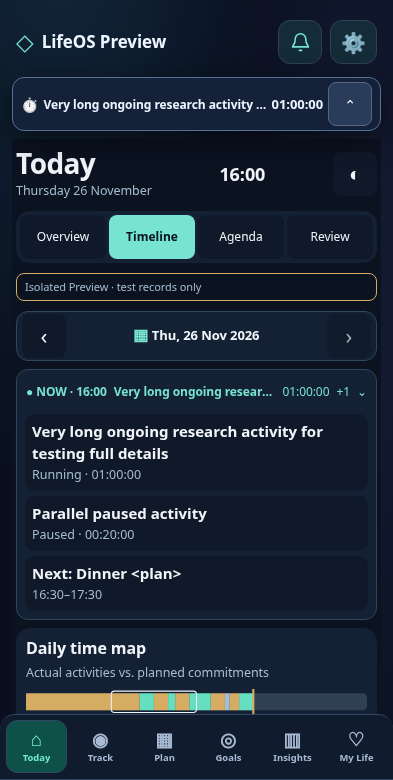 LifeOS Preview
Very long ongoing research activity ... 01:00:00
Today
16:00
Thursday 26 November
Overview Timeline Agenda Review
Isolated Preview · test records only
Thu, 26 Nov 2026
NOW · 16:00 Very long ongoing resear... 01:00:00 +1
Very long ongoing research activity for
testing full details
Running · 01:00:00
Parallel paused activity
Paused · 00:20:00
Next: Dinner <plan>
16:30–17:30
Daily time map
Actual activities vs. planned commitments
Today Track Plan Goals Insights My Life